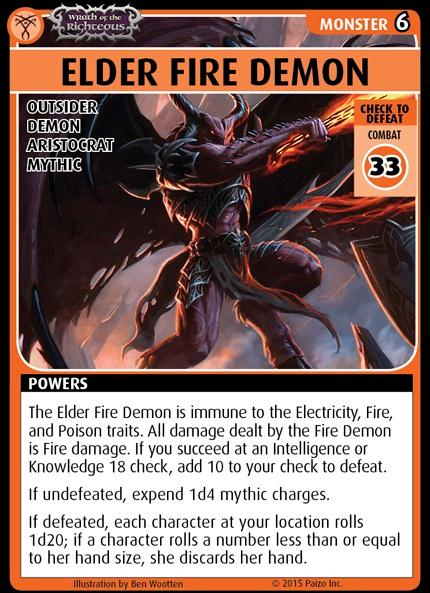 Wrath of the
Righteous
MONSTER 6
ELDER FIRE DEMON
OUTSIDER
DEMON
ARISTOCRAT
MYTHIC
CHECK TO
DEFEAT
COMBAT
33
POWERS
The Elder Fire Demon is immune to the Electricity, Fire,
and Poison traits. All damage dealt by the Fire Demon
is Fire damage. If you succeed at an Intelligence or
Knowledge 18 check, add 10 to your check to defeat.
If undefeated, expend 1d4 mythic charges.
If defeated, each character at your location rolls
1d20; if a character rolls a number less than or equal
to her hand size, she discards her hand.
Illustration by Ben Wootten
© 2015 Paizo Inc.